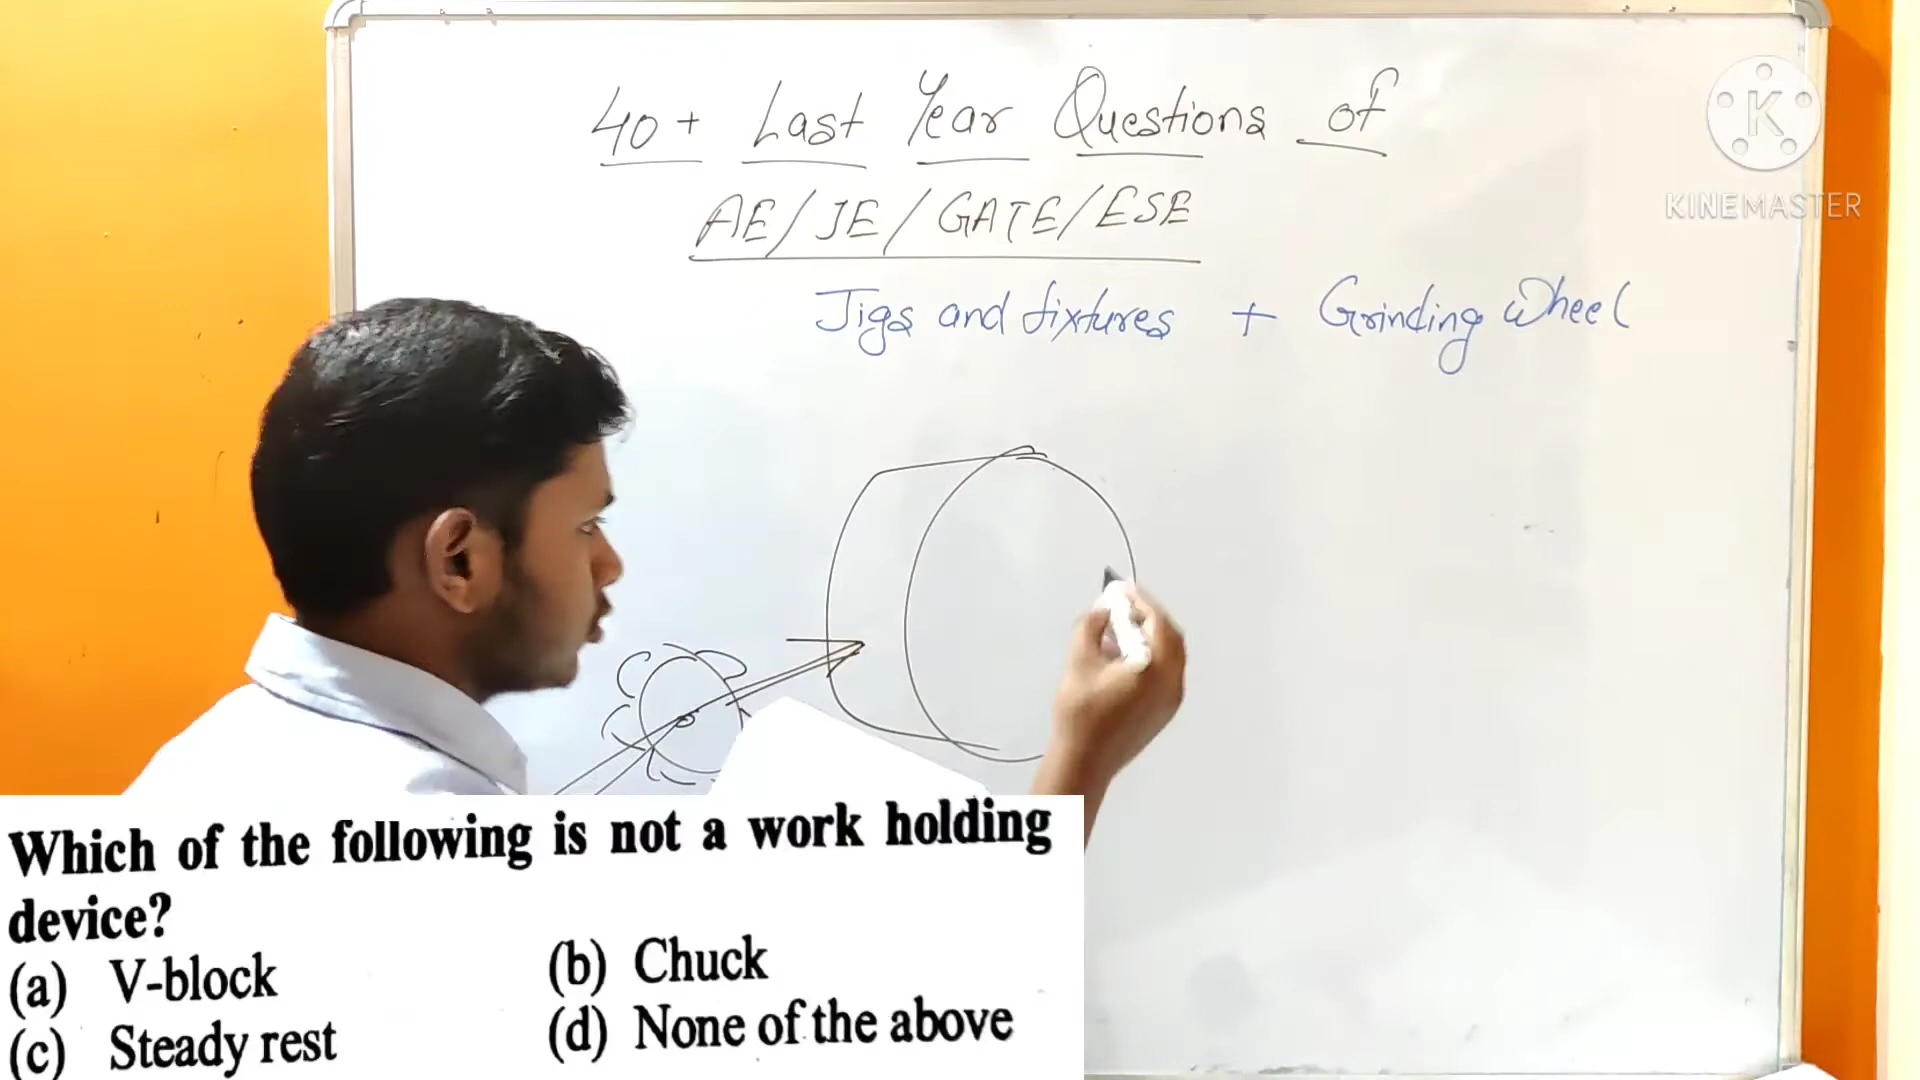 40+ Last Year Questions of
AE/JE/GATE/ESE
Jigs and fixtures + Grinding Wheel
K
KINEMASTER
Which of the following is not a work holding
device?
(a) V-block (b) Chuck
(c) Steady rest (d) None of the above